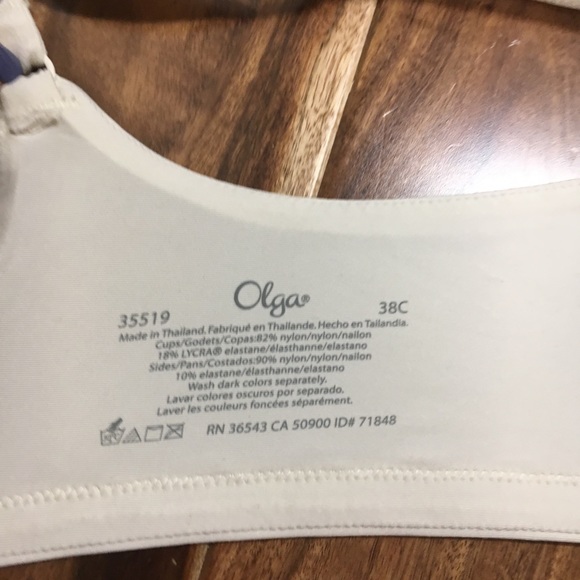 Olga®
35519 38C
Made in Thailand. Fabriqué en Thaïlande. Hecho en Tailandia.
Cups/Godets/Copas:82% nylon/nylon/nailon
18% LYCRA® elastane/élasthanne/elastano
Sides/Pans/Costados:90% nylon/nylon/nailon
10% elastane/élasthanne/elastano
Wash dark colors separately.
Lavar colores oscuros por separado.
Laver les couleurs foncées séparément.
RN 36543 CA 50900 ID# 71848